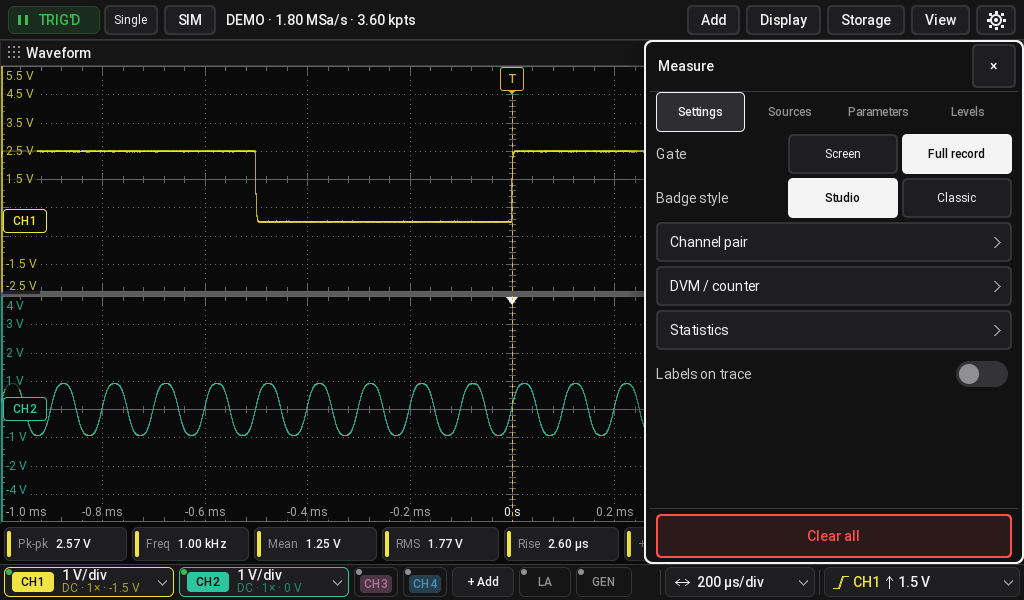 TRIG'D Single SIM DEMO · 1.80 MSa/s · 3.60 kpts Add Display Storage View
Waveform
5.5 V
4.5 V
3.5 V
2.5 V
1.5 V
CH1
-1.5 V
-2.5 V
T
4 V
3 V
2 V
1 V
CH2
-1 V
-2 V
-4 V
-1.0 ms -0.8 ms -0.6 ms -0.4 ms -0.2 ms 0 s 0.2 ms
Measure ×
Settings Sources Parameters Levels
Gate Screen Full record
Badge style Studio Classic
Channel pair
DVM / counter
Statistics
Labels on trace
Clear all
Pk-pk 2.57 V Freq 1.00 kHz Mean 1.25 V RMS 1.77 V Rise 2.60 µs
CH1 1 V/div
DC · 1× · -1.5 V
CH2 1 V/div
DC · 1× · 0 V
CH3 CH4 + Add LA GEN
200 µs/div CH1 ↑ 1.5 V